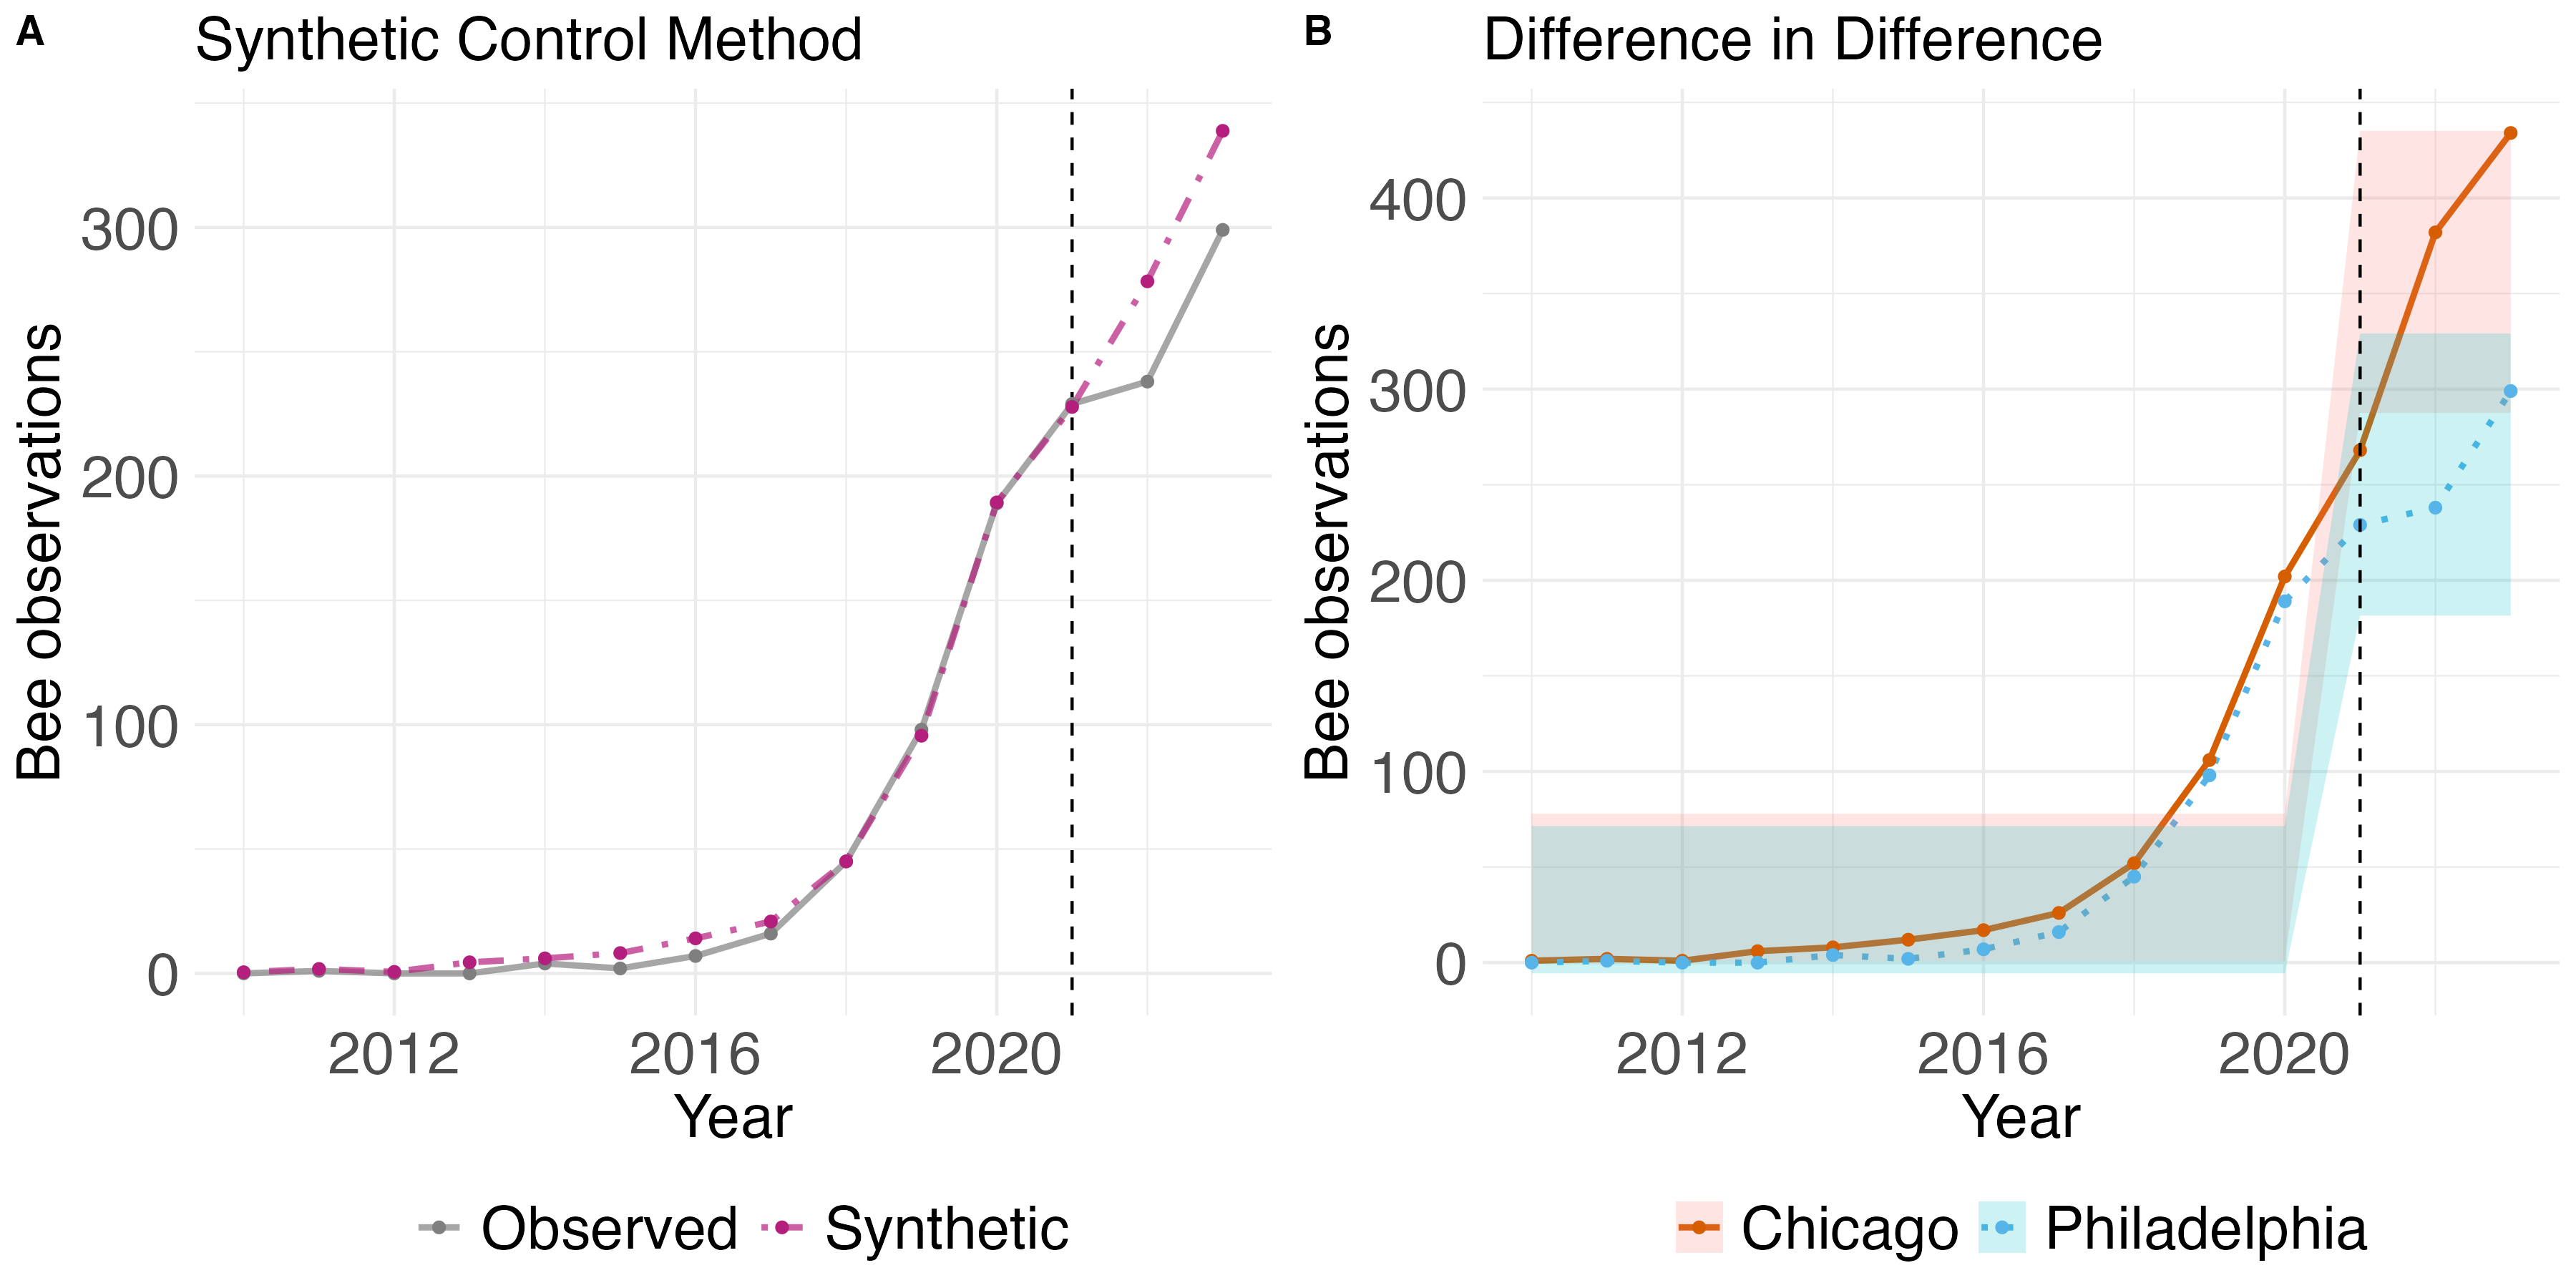 A
Synthetic Control Method
Bee observations
300
200
100
0
2012 2016 2020
Year
Observed Synthetic
B
Difference in Difference
Bee observations
400
300
200
100
0
2012 2016 2020
Year
Chicago Philadelphia